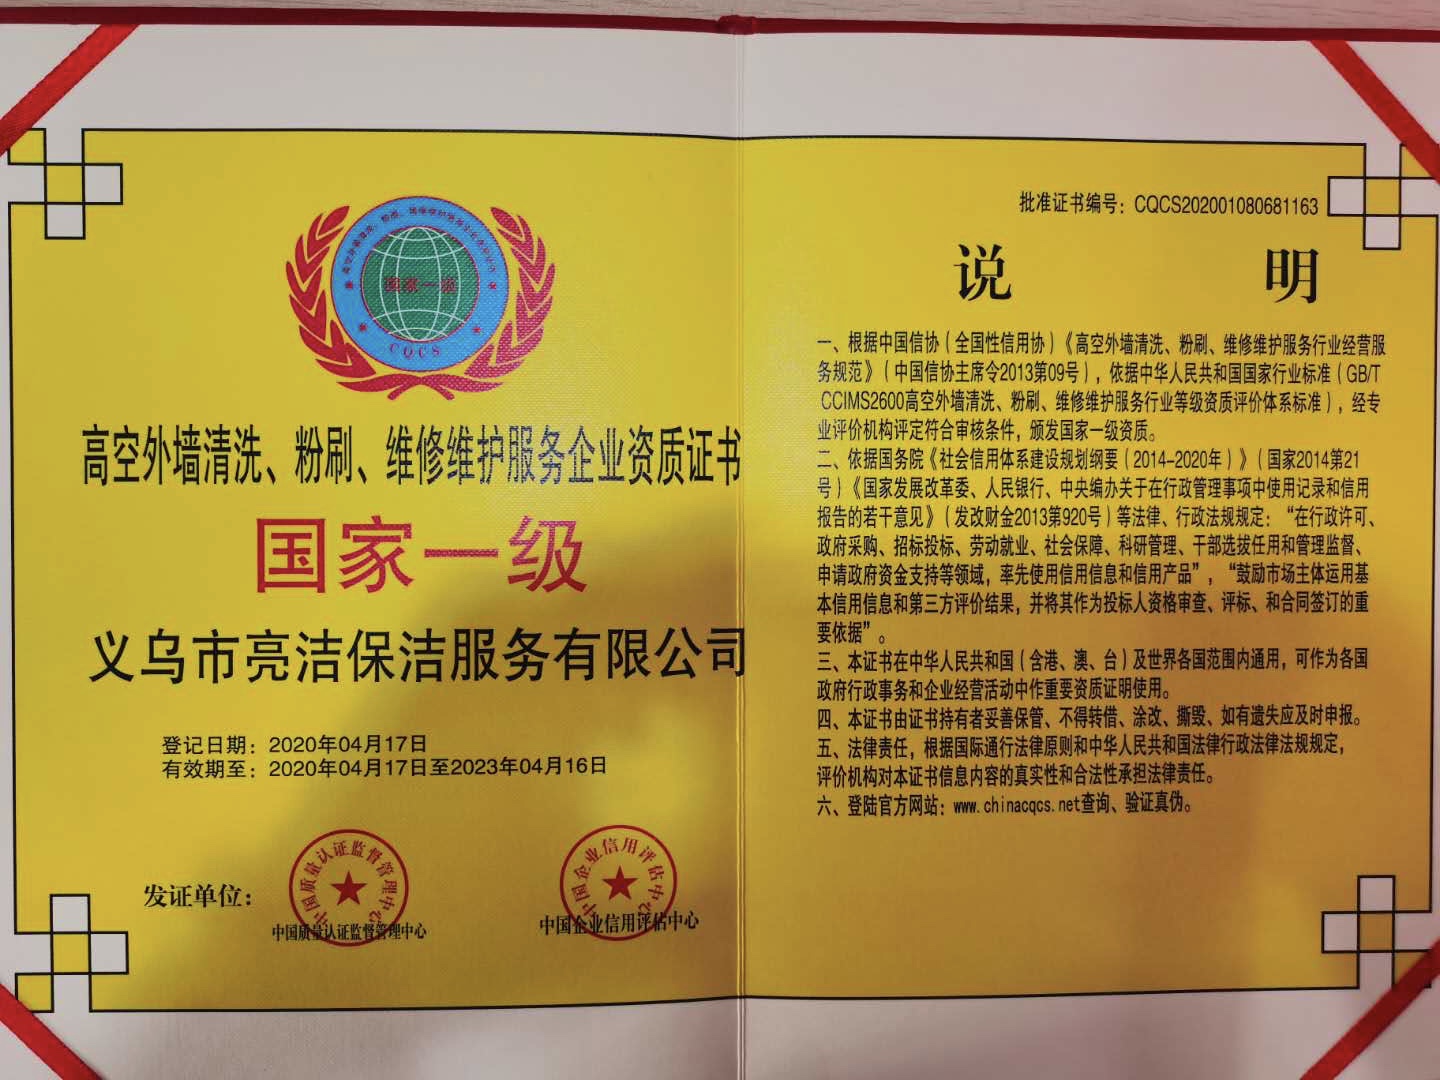 国家一级
CQCS
高空外墙清洗、粉刷、维修维护服务企业资质证书
国家一级
义乌市亮洁保洁服务有限公司
登记日期：2020年04月17日
有效期至：2020年04月17日至2023年04月16日
发证单位：
中国质量认证监督管理中心
中国质量认证监督管理中心
中国企业信用评估中心
中国企业信用评估中心
批准证书编号：CQCS202001080681163
说 明
一、根据中国信协（全国性信用协）《高空外墙清洗、粉刷、维修维护服务行业经营服
务规范》（中国信协主席令2013第09号），依据中华人民共和国国家行业标准（GB/T
CCIMS2600高空外墙清洗、粉刷、维修维护服务行业等级资质评价体系标准），经专
业评价机构评定符合审核条件，颁发国家一级资质。
二、依据国务院《社会信用体系建设规划纲要（2014-2020年）》（国家2014第21
号）《国家发展改革委、人民银行、中央编办关于在行政管理事项中使用记录和信用
报告的若干意见》（发改财金2013第920号）等法律、行政法规规定：“在行政许可、
政府采购、招标投标、劳动就业、社会保障、科研管理、干部选拔任用和管理监督、
申请政府资金支持等领域，率先使用信用信息和信用产品”，“鼓励市场主体运用基
本信用信息和第三方评价结果，并将其作为投标人资格审查、评标、和合同签订的重
要依据”。
三、本证书在中华人民共和国（含港、澳、台）及世界各国范围内通用，可作为各国
政府行政事务和企业经营活动中作重要资质证明使用。
四、本证书由证书持有者妥善保管、不得转借、涂改、撕毁、如有遗失应及时申报。
五、法律责任，根据国际通行法律原则和中华人民共和国法律行政法律法规规定，
评价机构对本证书信息内容的真实性和合法性承担法律责任。
六、登陆官方网站：www.chinacqcs.net查询、验证真伪。